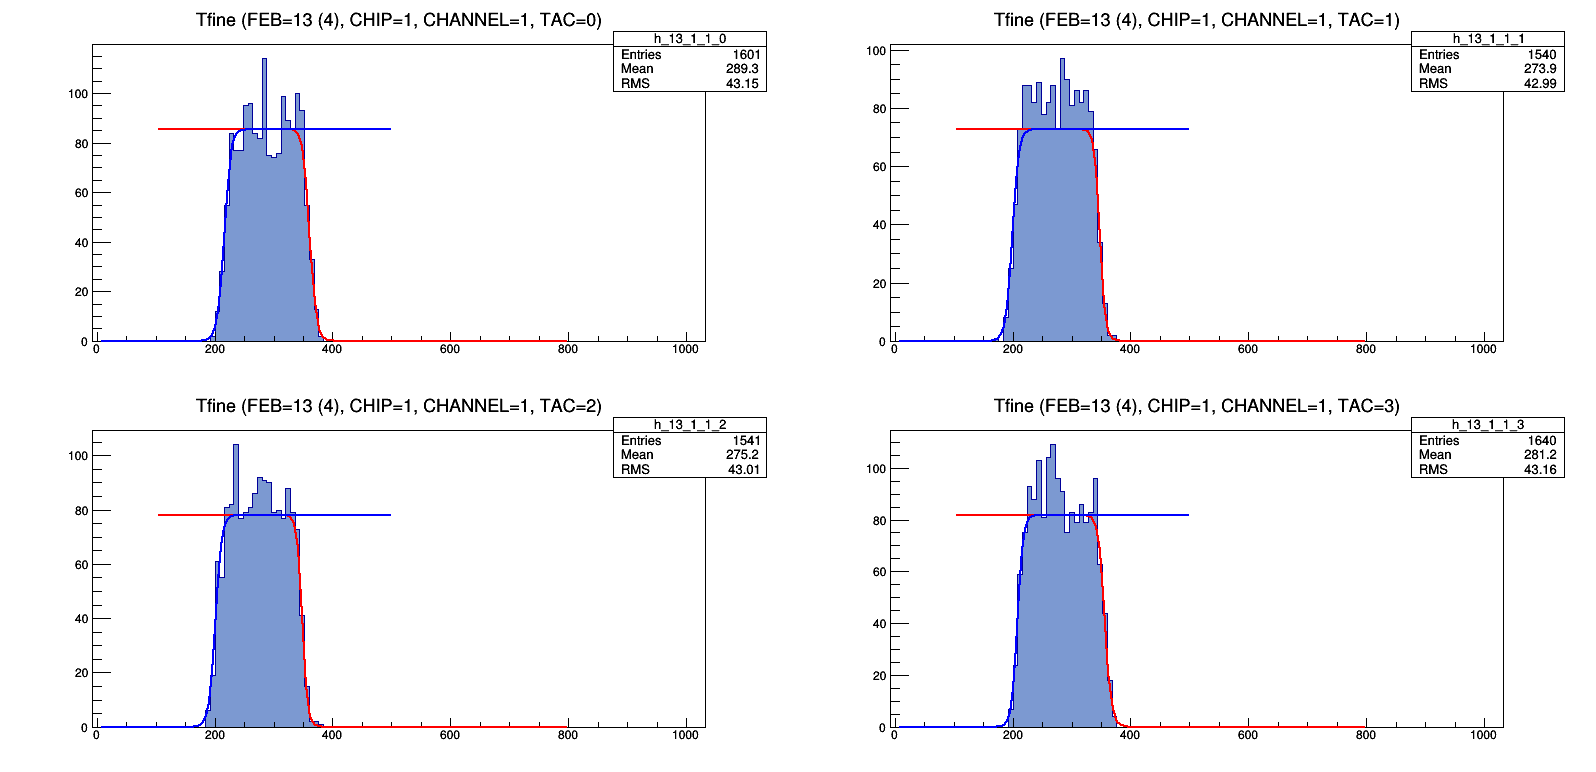 Tfine (FEB=13 (4), CHIP=1, CHANNEL=1, TAC=0)
h_13_1_1_0
Entries 1601
Mean 289.3
RMS 43.15
100
80
60
40
20
0
0 200 400 600 800 1000
Tfine (FEB=13 (4), CHIP=1, CHANNEL=1, TAC=1)
h_13_1_1_1
Entries 1540
Mean 273.9
RMS 42.99
100
80
60
40
20
0
0 200 400 600 800 1000
Tfine (FEB=13 (4), CHIP=1, CHANNEL=1, TAC=2)
h_13_1_1_2
Entries 1541
Mean 275.2
RMS 43.01
100
80
60
40
20
0
0 200 400 600 800 1000
Tfine (FEB=13 (4), CHIP=1, CHANNEL=1, TAC=3)
h_13_1_1_3
Entries 1640
Mean 281.2
RMS 43.16
100
80
60
40
20
0
0 200 400 600 800 1000